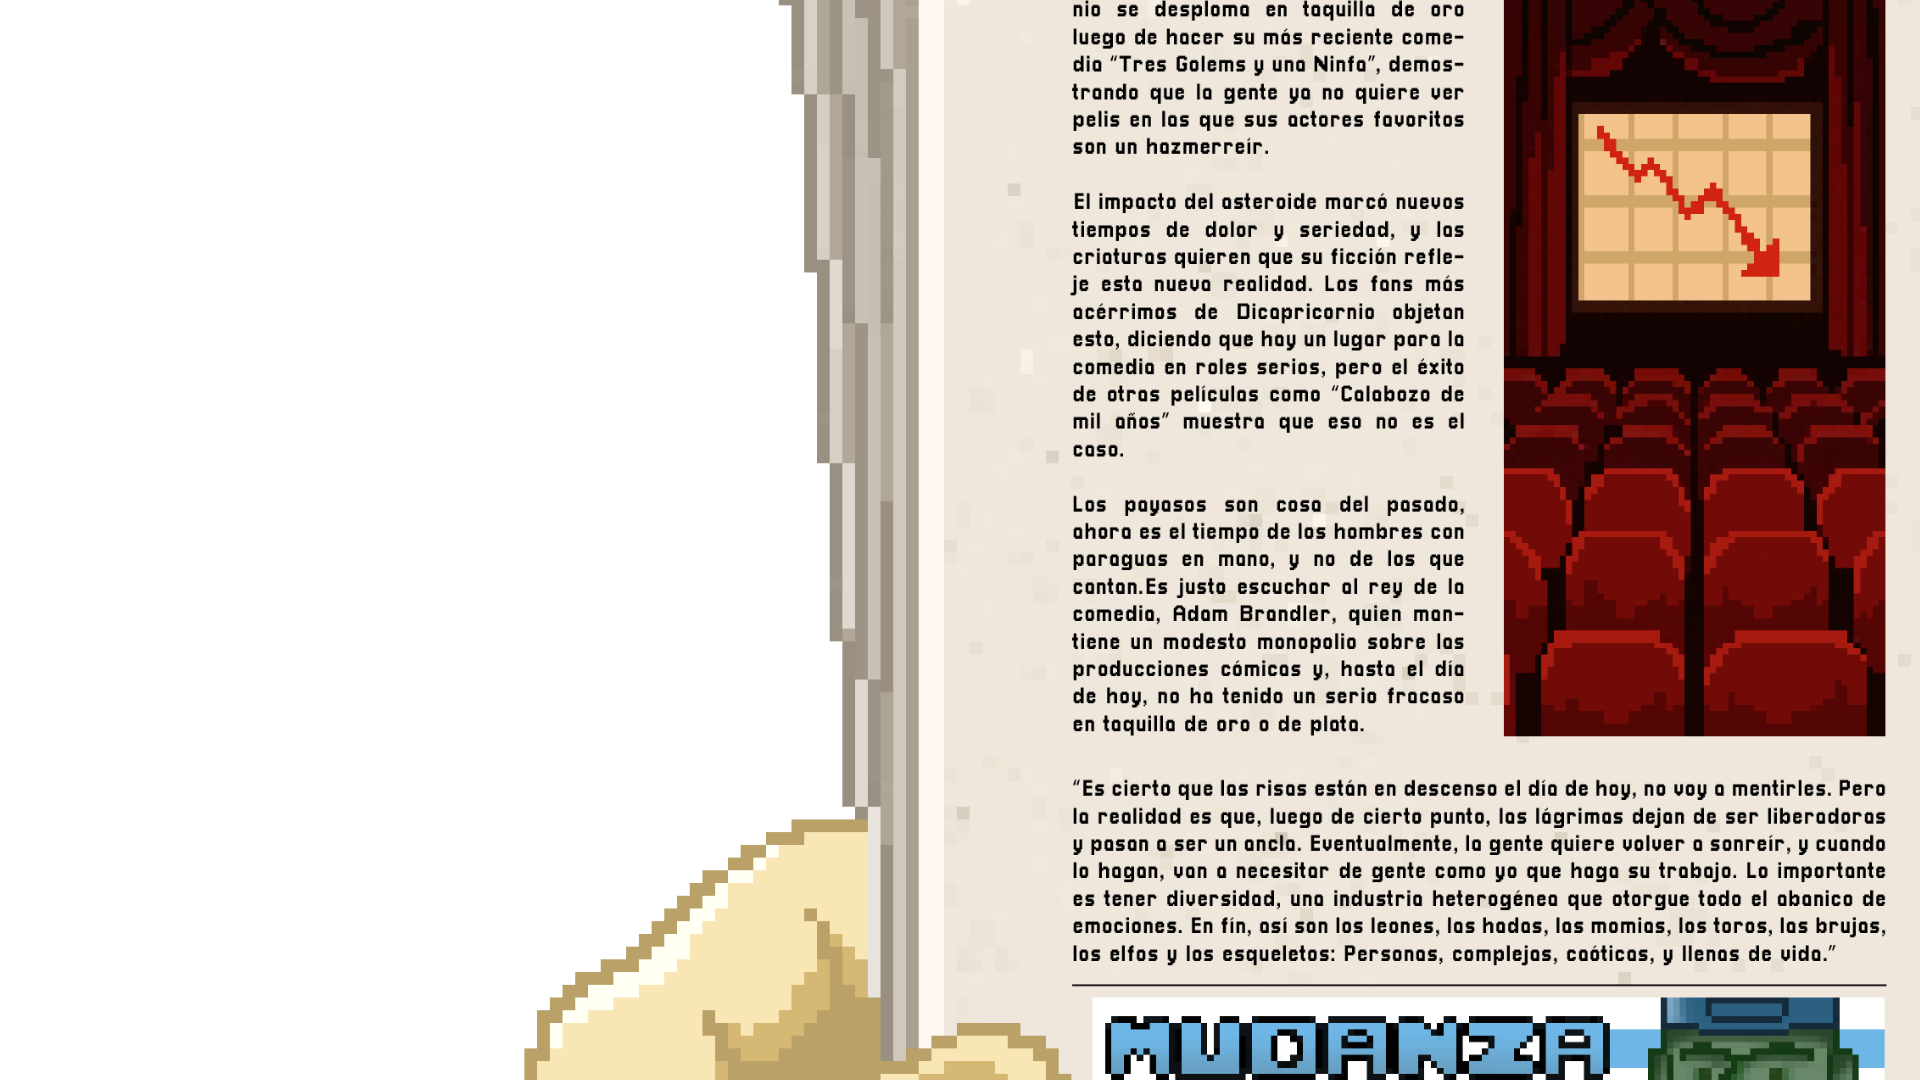 nio se desploma en taquilla de oro
luego de hacer su más reciente come-
dia “Tres Golems y una Ninfa”, demos-
trando que la gente ya no quiere ver
pelis en las que sus actores favoritos
son un hazmerreír.
El impacto del asteroide marcó nuevos
tiempos de dolor y seriedad, y las
criaturas quieren que su ficción refle-
je esta nueva realidad. Los fans más
acérrimos de Dicapricornio objetan
esto, diciendo que hay un lugar para la
comedia en roles serios, pero el éxito
de otras películas como “Calabozo de
mil años” muestra que eso no es el
caso.
Los payasos son cosa del pasado,
ahora es el tiempo de los hombres con
paraguas en mano, y no de los que
cantan.Es justo escuchar al rey de la
comedia, Adam Brandler, quien man-
tiene un modesto monopolio sobre las
producciones cómicas y, hasta el día
de hoy, no ha tenido un serio fracaso
en taquilla de oro o de plata.
“Es cierto que las risas están en descenso el día de hoy, no voy a mentirles. Pero
la realidad es que, luego de cierto punto, las lágrimas dejan de ser liberadoras
y pasan a ser un ancla. Eventualmente, la gente quiere volver a sonreír, y cuando
lo hagan, van a necesitar de gente como yo que haga su trabajo. Lo importante
es tener diversidad, una industria heterogénea que otorgue todo el abanico de
emociones. En fín, así son los leones, las hadas, las momias, los toros, las brujas,
los elfos y los esqueletos: Personas, complejas, caóticas, y llenas de vida.”
MUDANZA